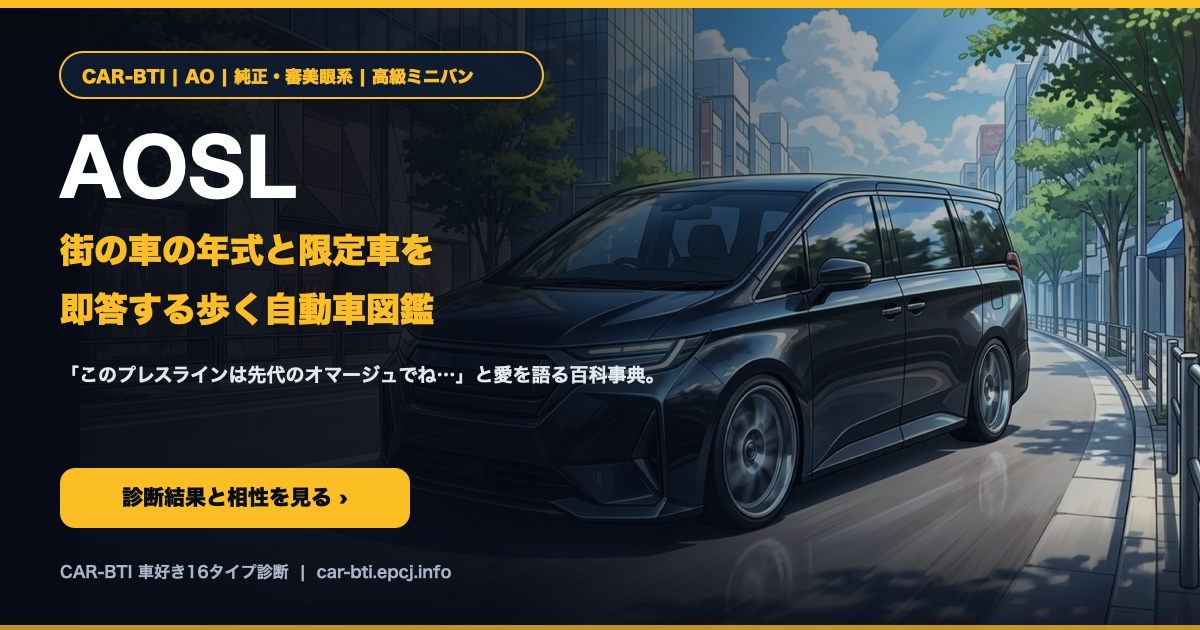 CAR-BTI | AO | 純正・審美眼系 | 高級ミニバン
AOSL
街の車の年式と限定車を
即答する歩く自動車図鑑
「このプレスラインは先代のオマージュでね…」と愛を語る百科事典。
診断結果と相性を見る ›
CAR-BTI 車好き16タイプ診断 | car-bti.epcj.info